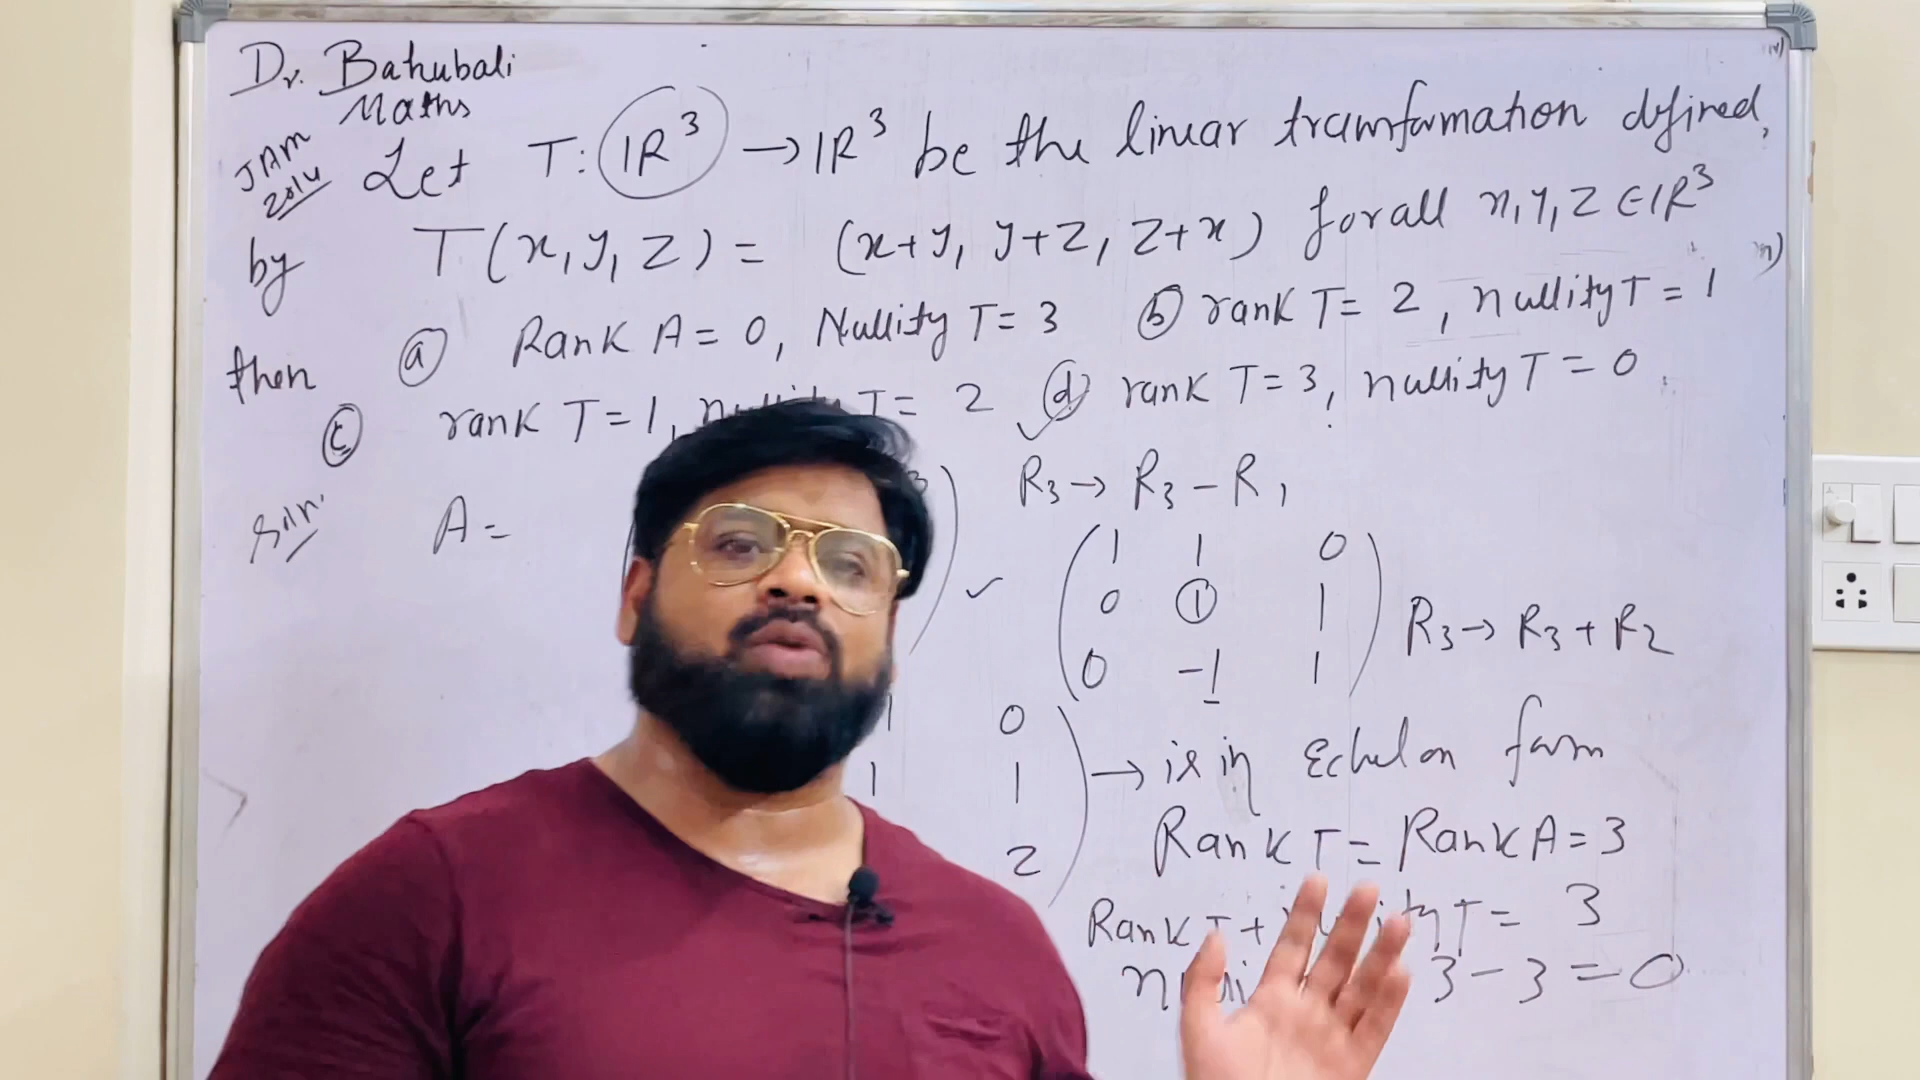 Dr. Bahubali
Maths
JAM
2014
Let T: IR³ → IR³ be the linear tramformation defined,
by T(x, y, z) = (x+y, y+z, z+x) for all x, y, z ∈ IR³
then (a) Rank A = 0, Nullity T = 3 (b) rank T = 2, nullity T = 1
(c) rank T = 1, nullity T = 2 ✓(d) rank T = 3, nullity T = 0
Soln. A = R₃ → R₃ - R₁
✓
1 1 0
0 1 1 R₃ → R₃ + R₂
0 -1 1
1 0
1 1 → is in Echelon form
2
Rank T = Rank A = 3
Rank T + nullity T = 3
3 - 3 = 0